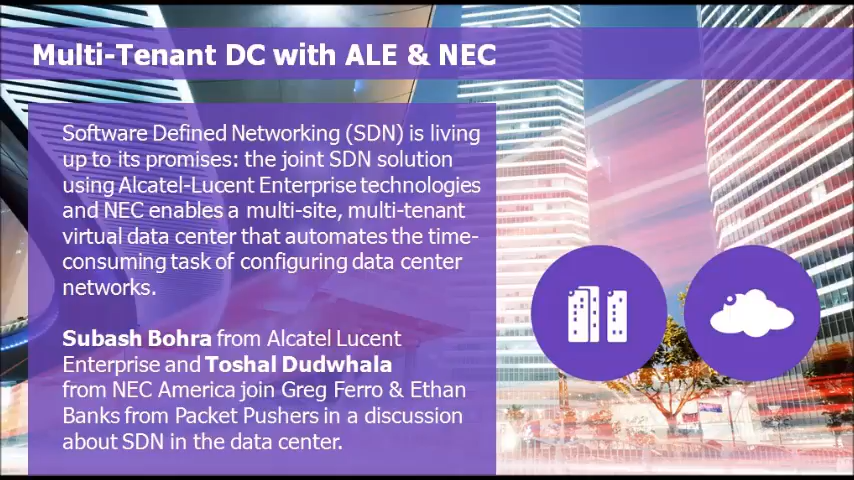 Multi-Tenant DC with ALE & NEC
Software Defined Networking (SDN) is living
up to its promises: the joint SDN solution
using Alcatel-Lucent Enterprise technologies
and NEC enables a multi-site, multi-tenant
virtual data center that automates the time-
consuming task of configuring data center
networks.
Subash Bohra from Alcatel Lucent
Enterprise and Toshal Dudwhala
from NEC America join Greg Ferro & Ethan
Banks from Packet Pushers in a discussion
about SDN in the data center.